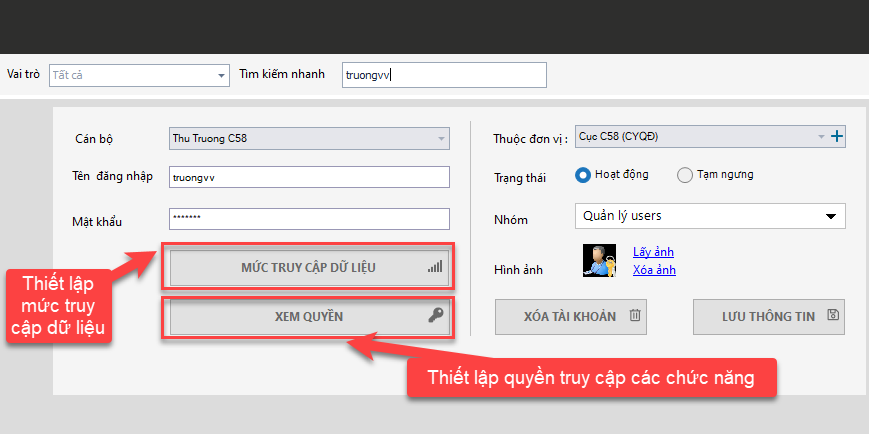 Vai trò
Tất cả
Tìm kiếm nhanh
truongvv
Cán bộ
Thu Truong C58
Tên đăng nhập
truongvv
Mật khẩu
*******
MỨC TRUY CẬP DỮ LIỆU
XEM QUYỀN
Thuộc đơn vị :
Cục C58 (CYQĐ)
Trạng thái
Hoạt động
Tạm ngưng
Nhóm
Quản lý users
Hình ảnh
Lấy ảnh
Xóa ảnh
XÓA TÀI KHOẢN
LƯU THÔNG TIN
Thiết lập
mức truy
cập dữ liệu
Thiết lập quyền truy cập các chức năng